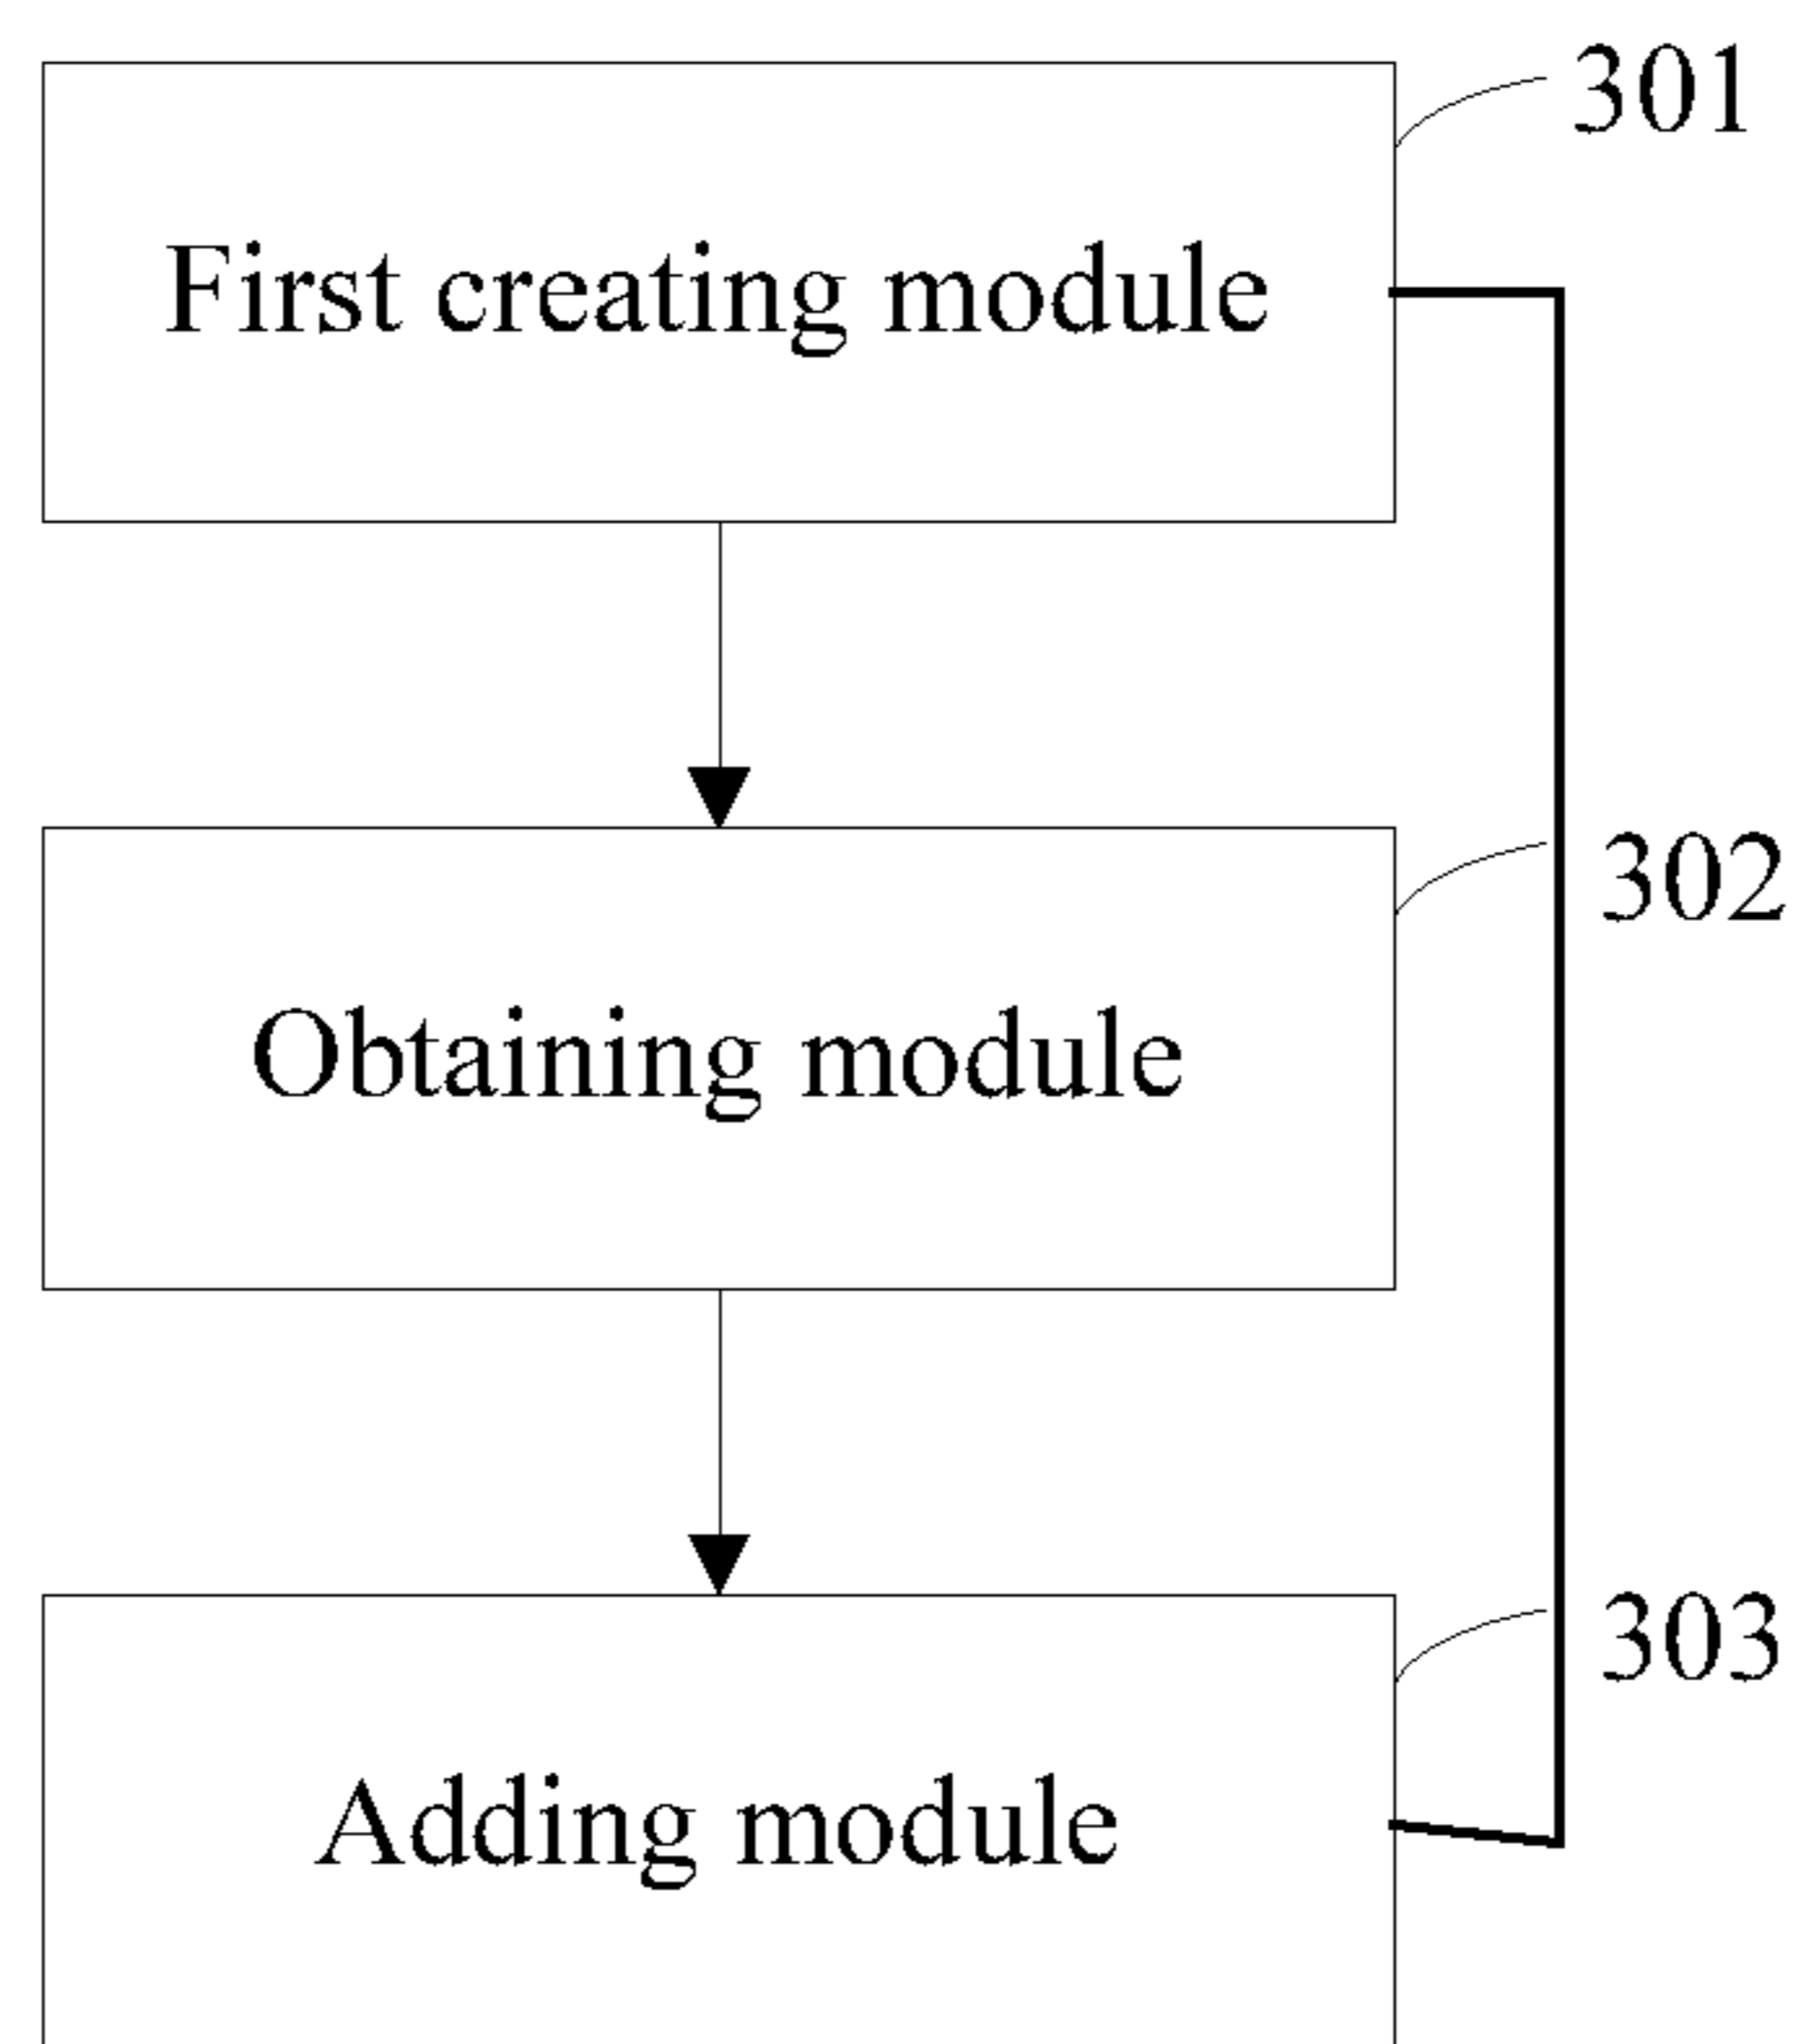 301
First creating module
302
Obtaining module
303
Adding module